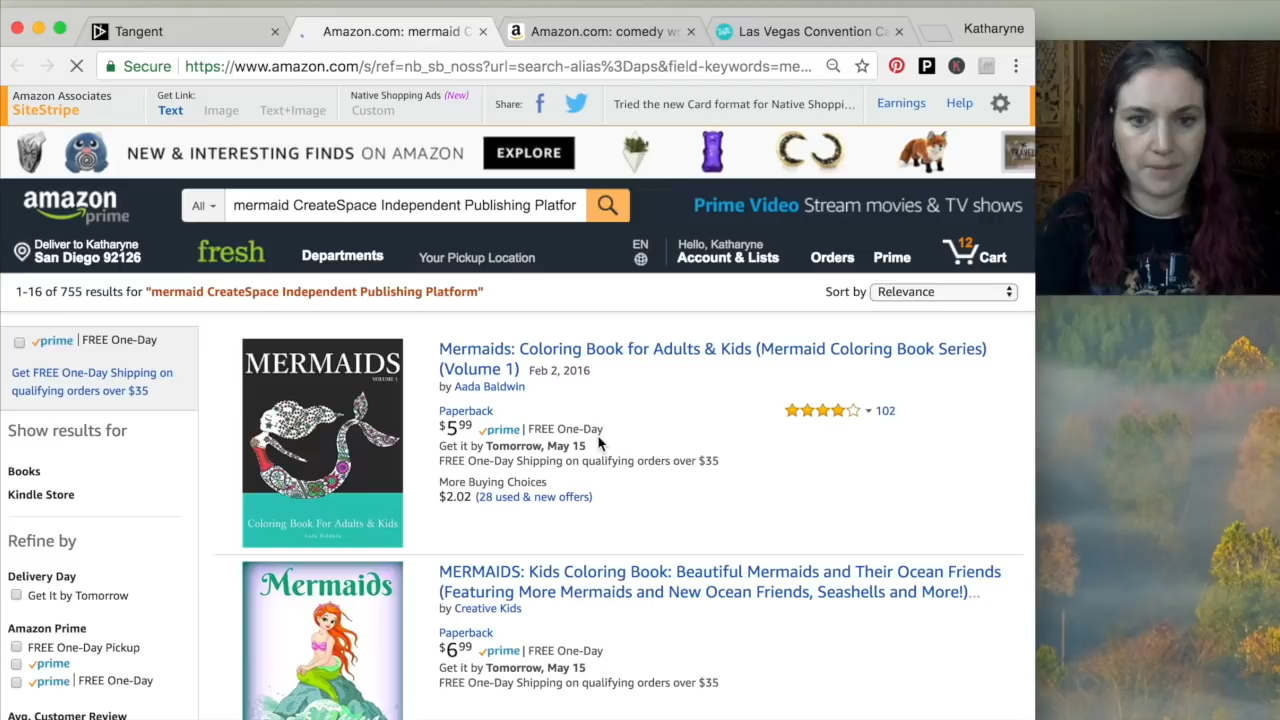 Tangent
Amazon.com: mermaid C
Amazon.com: comedy w
Las Vegas Convention C
Katharyne
Secure
https://www.amazon.com/s/ref=nb_sb_noss?url=search-alias%3Daps&field-keywords=me...
Amazon Associates
SiteStripe
Get Link:
Text
Image
Text+Image
Native Shopping Ads (New)
Custom
Share:
Tried the new Card format for Native Shoppi...
Earnings
Help
NEW & INTERESTING FINDS ON AMAZON
EXPLORE
amazon
prime
All
mermaid CreateSpace Independent Publishing Platfor
Prime Video Stream movies & TV shows
Deliver to Katharyne
San Diego 92126
fresh
Departments
Your Pickup Location
EN
Hello, Katharyne
Account & Lists
Orders
Prime
12
Cart
1-16 of 755 results for "mermaid CreateSpace Independent Publishing Platform"
Sort by
Relevance
prime | FREE One-Day
Get FREE One-Day Shipping on
qualifying orders over $35
Show results for
Books
Kindle Store
Refine by
Delivery Day
Get It by Tomorrow
Amazon Prime
FREE One-Day Pickup
prime
prime | FREE One-Day
Avg. Customer Review
MERMAIDS
VOLUME 1
Coloring Book For Adults & Kids
Aada Baldwin
Mermaids: Coloring Book for Adults & Kids (Mermaid Coloring Book Series)
(Volume 1) Feb 2, 2016
by Aada Baldwin
Paperback
$5.99 prime | FREE One-Day
Get it by Tomorrow, May 15
FREE One-Day Shipping on qualifying orders over $35
More Buying Choices
$2.02 (28 used & new offers)
102
Mermaids
MERMAIDS: Kids Coloring Book: Beautiful Mermaids and Their Ocean Friends
(Featuring More Mermaids and New Ocean Friends, Seashells and More!)...
by Creative Kids
Paperback
$6.99 prime | FREE One-Day
Get it by Tomorrow, May 15
FREE One-Day Shipping on qualifying orders over $35